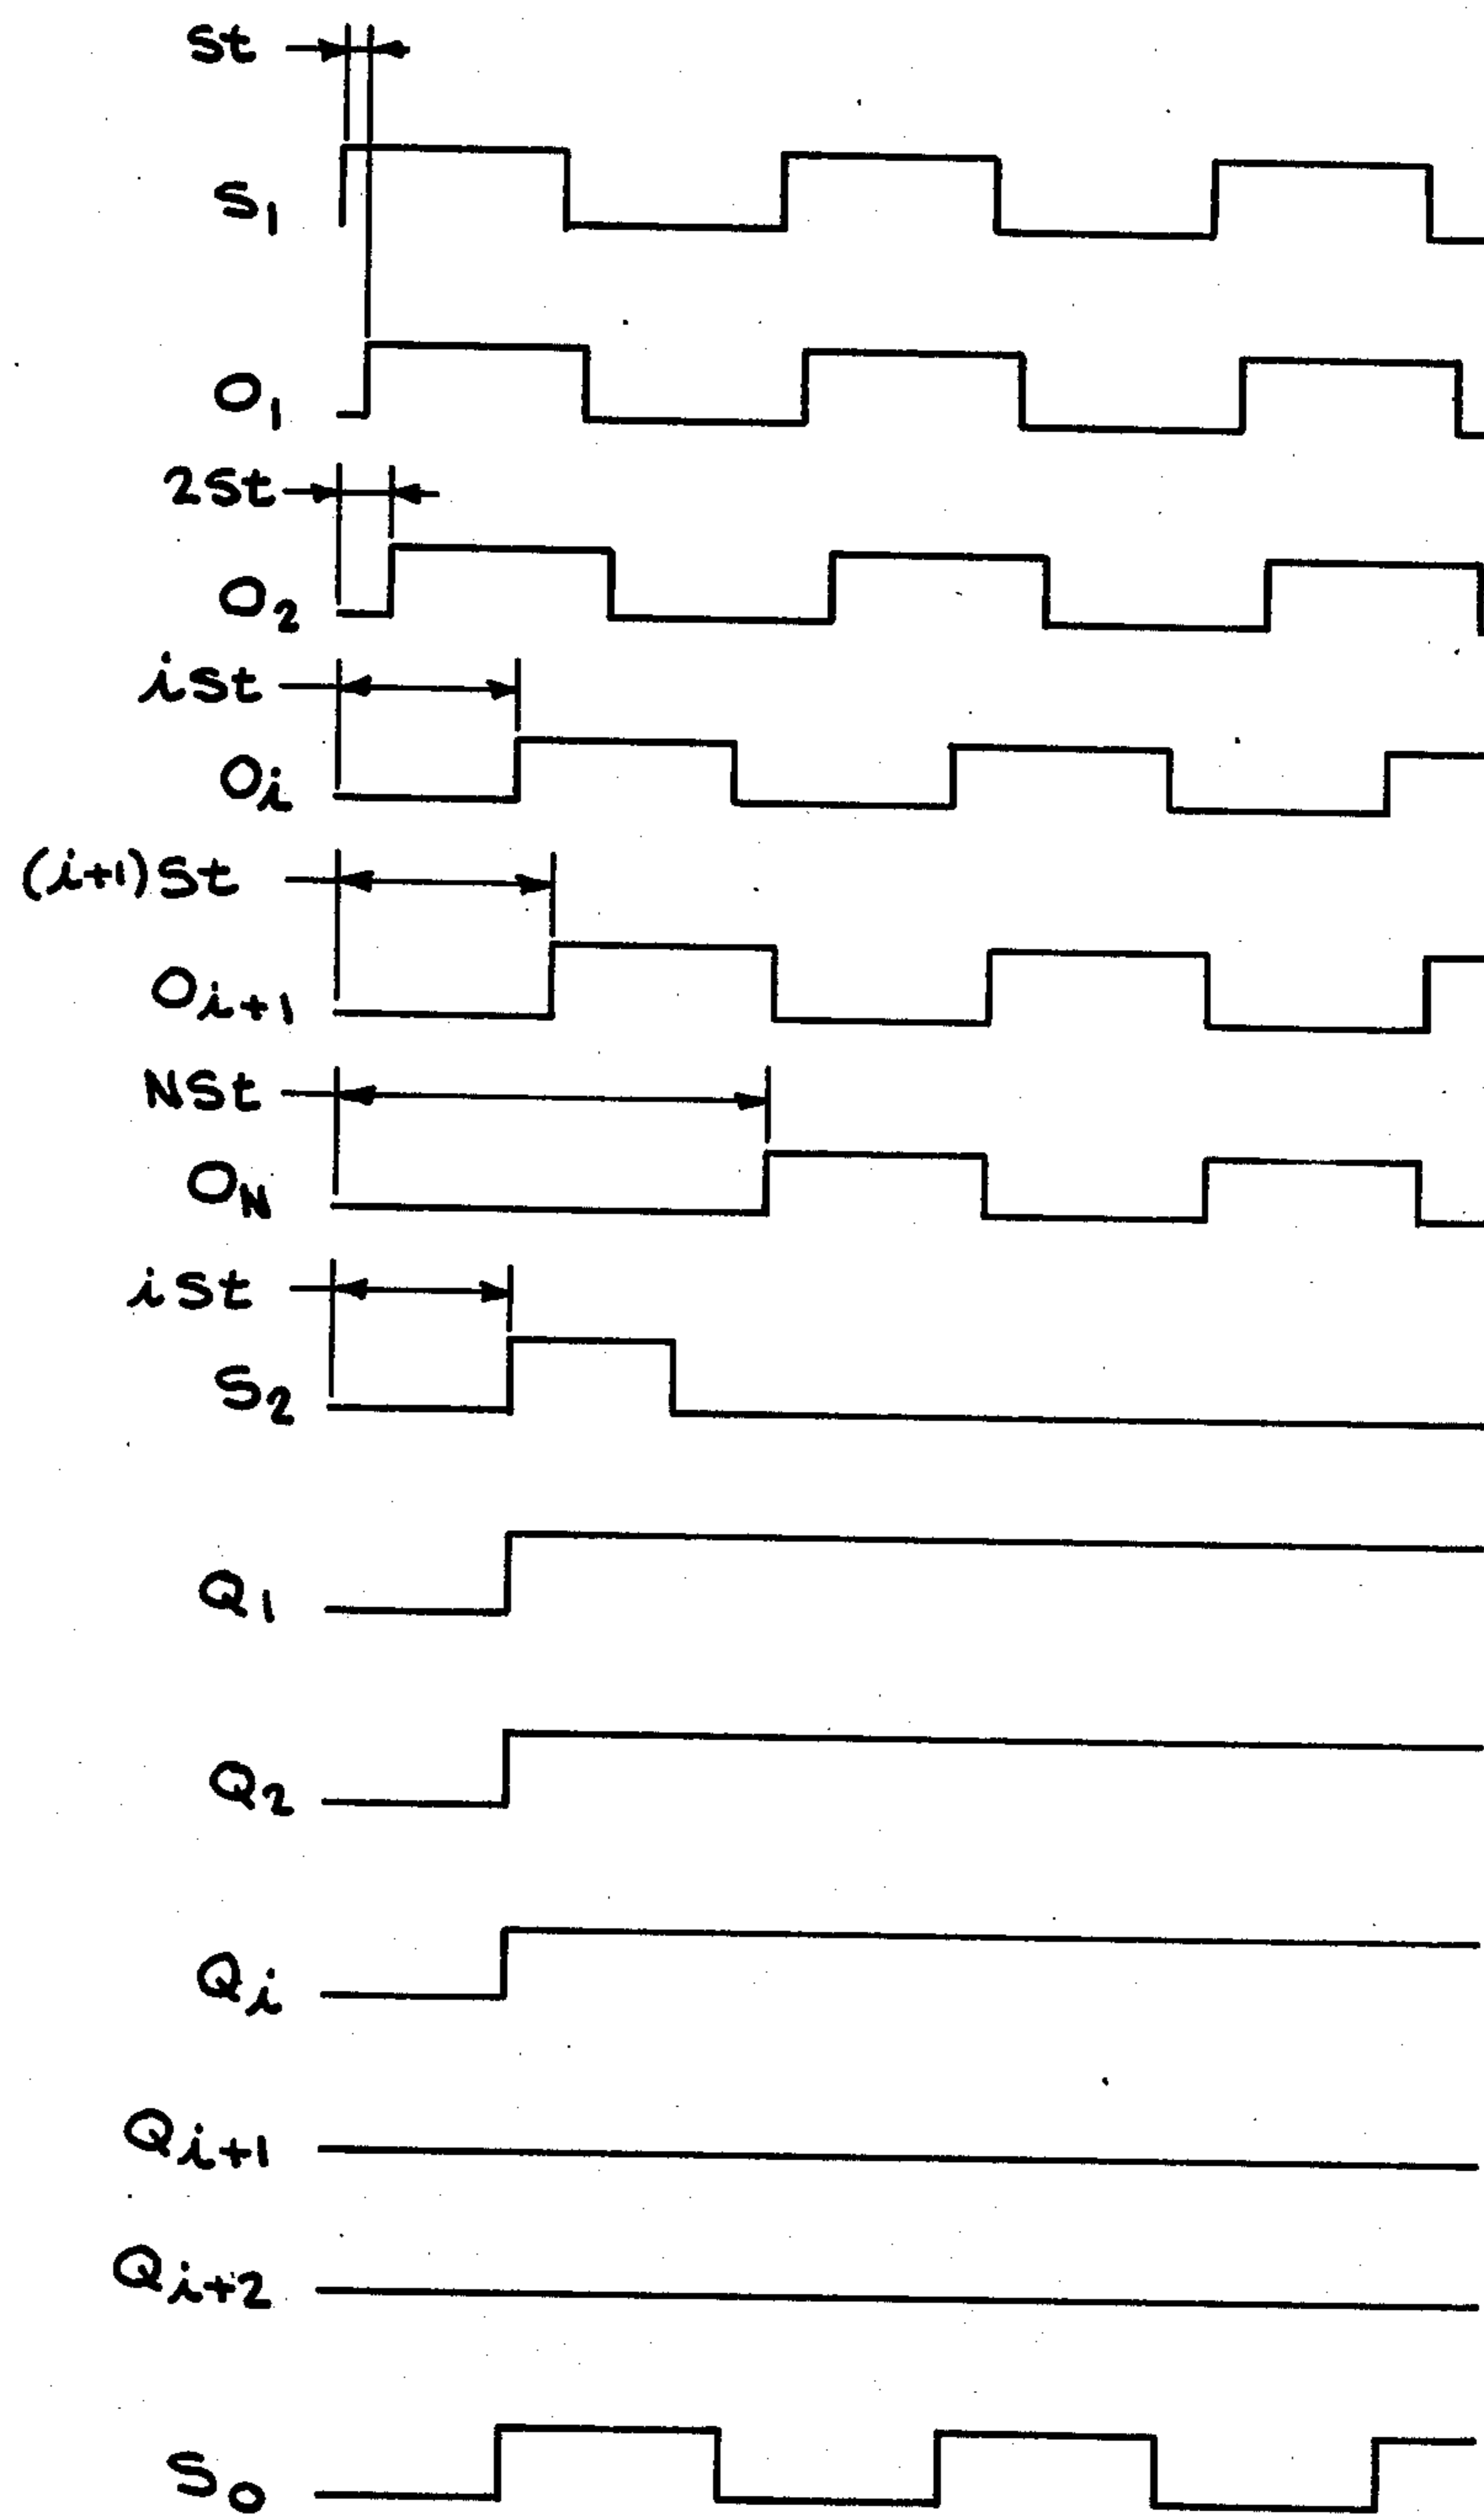 St
S1
O1
2St
O2
iSt
Oi
(i+1)St
Oi+1
NSt
ON
iSt
S2
Q1
Q2
Qi
Qi+1
Qi+2
SO